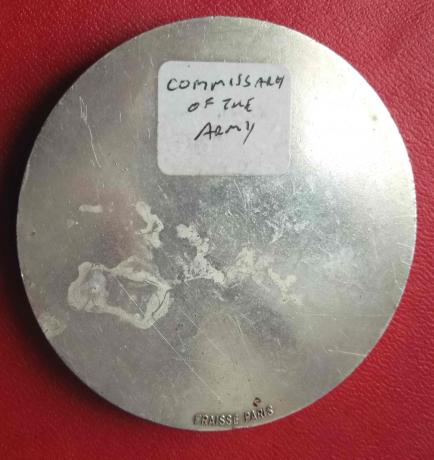 COMMISSARY
OF THE
ARMY
FRAISSE PARIS